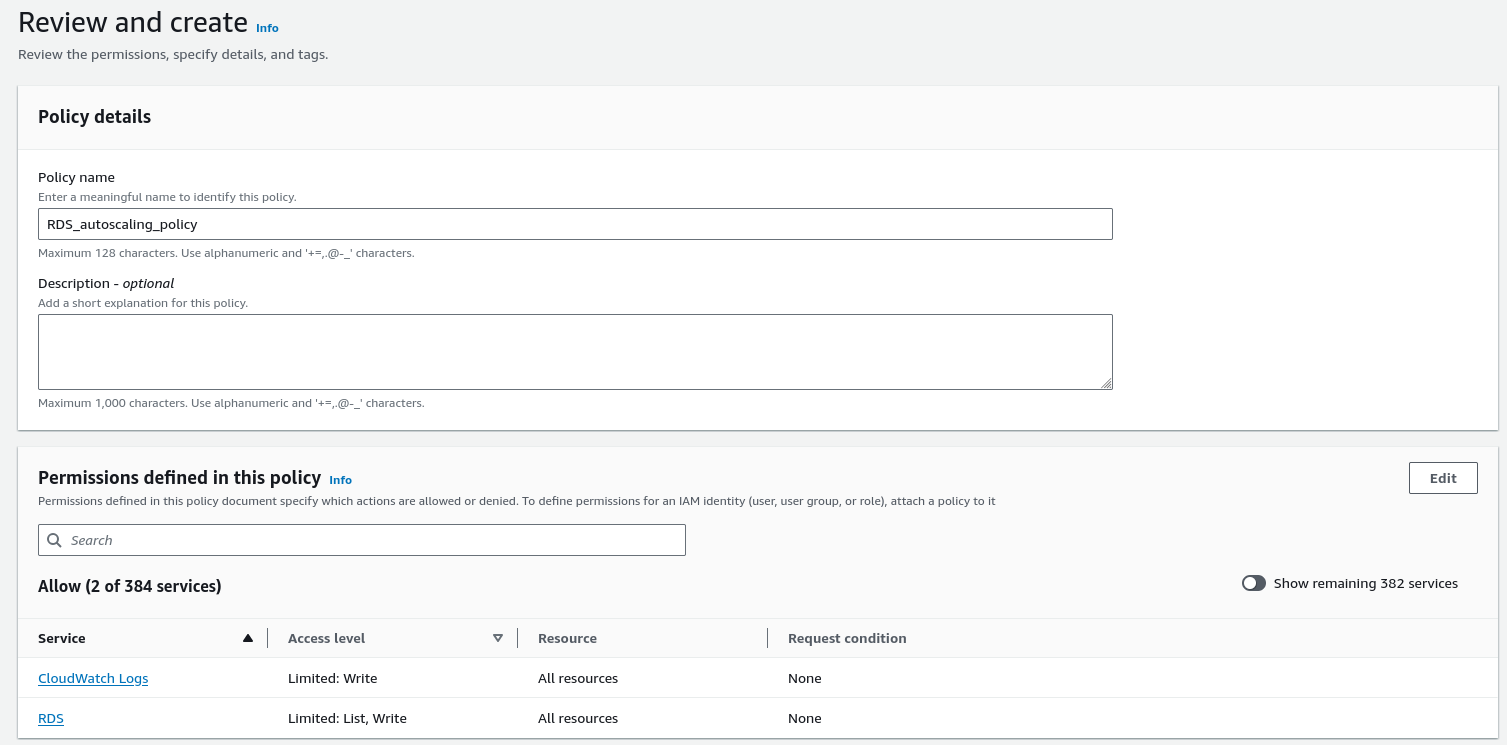 Review and create Info
Review the permissions, specify details, and tags.
Policy details
Policy name
Enter a meaningful name to identify this policy.
RDS_autoscaling_policy
Maximum 128 characters. Use alphanumeric and '+=,.@-_' characters.
Description - optional
Add a short explanation for this policy.
Maximum 1,000 characters. Use alphanumeric and '+=,.@-_' characters.
Permissions defined in this policy Info
Edit
Permissions defined in this policy document specify which actions are allowed or denied. To define permissions for an IAM identity (user, user group, or role), attach a policy to it
Search
Allow (2 of 384 services)
Show remaining 382 services
Service Access level Resource Request condition
CloudWatch Logs Limited: Write All resources None
RDS Limited: List, Write All resources None